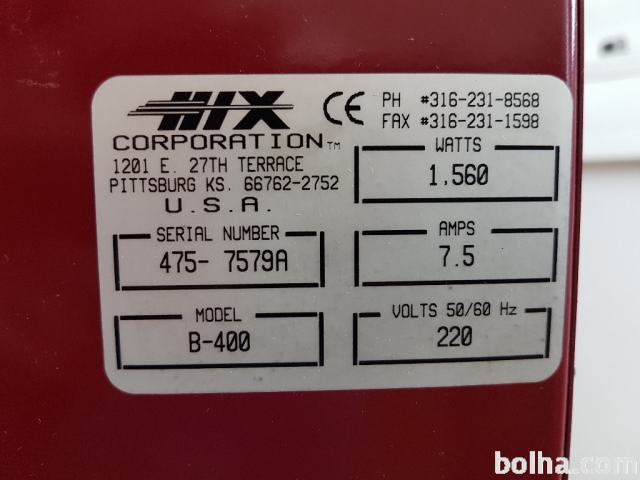 HIX
CORPORATION™
1201 E. 27TH TERRACE
PITTSBURG KS. 66762-2752
U.S.A.
CE
PH #316-231-8568
FAX #316-231-1598
WATTS
1,560
SERIAL NUMBER
475- 7579A
AMPS
7.5
MODEL
B-400
VOLTS 50/60 Hz
220
bolha.com